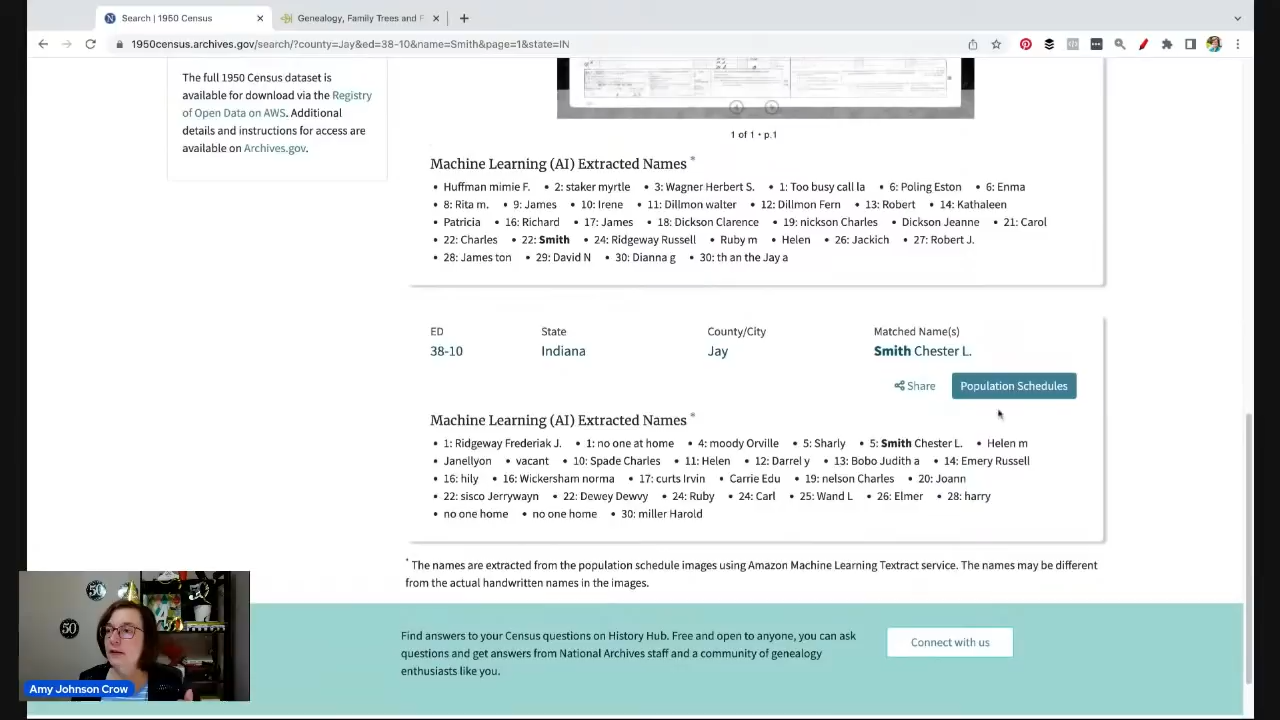 Search | 1950 Census
Genealogy, Family Trees and F
1950census.archives.gov/search/?county=Jay&ed=38-10&name=Smith&page=1&state=IN
The full 1950 Census dataset is
available for download via the Registry
of Open Data on AWS. Additional
details and instructions for access are
available on Archives.gov.
1 of 1 • p.1
Machine Learning (AI) Extracted Names *
• Huffman mimie F. • 2: staker myrtle • 3: Wagner Herbert S. • 1: Too busy call la • 6: Poling Eston • 6: Enma
• 8: Rita m. • 9: James • 10: Irene • 11: Dillmon walter • 12: Dillmon Fern • 13: Robert • 14: Kathaleen
• Patricia • 16: Richard • 17: James • 18: Dickson Clarence • 19: nickson Charles • Dickson Jeanne • 21: Carol
• 22: Charles • 22: Smith • 24: Ridgeway Russell • Ruby m • Helen • 26: Jackich • 27: Robert J.
• 28: James ton • 29: David N • 30: Dianna g • 30: th an the Jay a
ED State County/City Matched Name(s)
38-10 Indiana Jay Smith Chester L.
Share Population Schedules
Machine Learning (AI) Extracted Names *
• 1: Ridgeway Frederiak J. • 1: no one at home • 4: moody Orville • 5: Sharly • 5: Smith Chester L. • Helen m
• Janellyon • vacant • 10: Spade Charles • 11: Helen • 12: Darrel y • 13: Bobo Judith a • 14: Emery Russell
• 16: hily • 16: Wickersham norma • 17: curts Irvin • Carrie Edu • 19: nelson Charles • 20: Joann
• 22: sisco Jerrywayn • 22: Dewey Dewvy • 24: Ruby • 24: Carl • 25: Wand L • 26: Elmer • 28: harry
• no one home • no one home • 30: miller Harold
* The names are extracted from the population schedule images using Amazon Machine Learning Textract service. The names may be different
from the actual handwritten names in the images.
Find answers to your Census questions on History Hub. Free and open to anyone, you can ask
questions and get answers from National Archives staff and a community of genealogy
enthusiasts like you.
Connect with us
50
50
Amy Johnson Crow